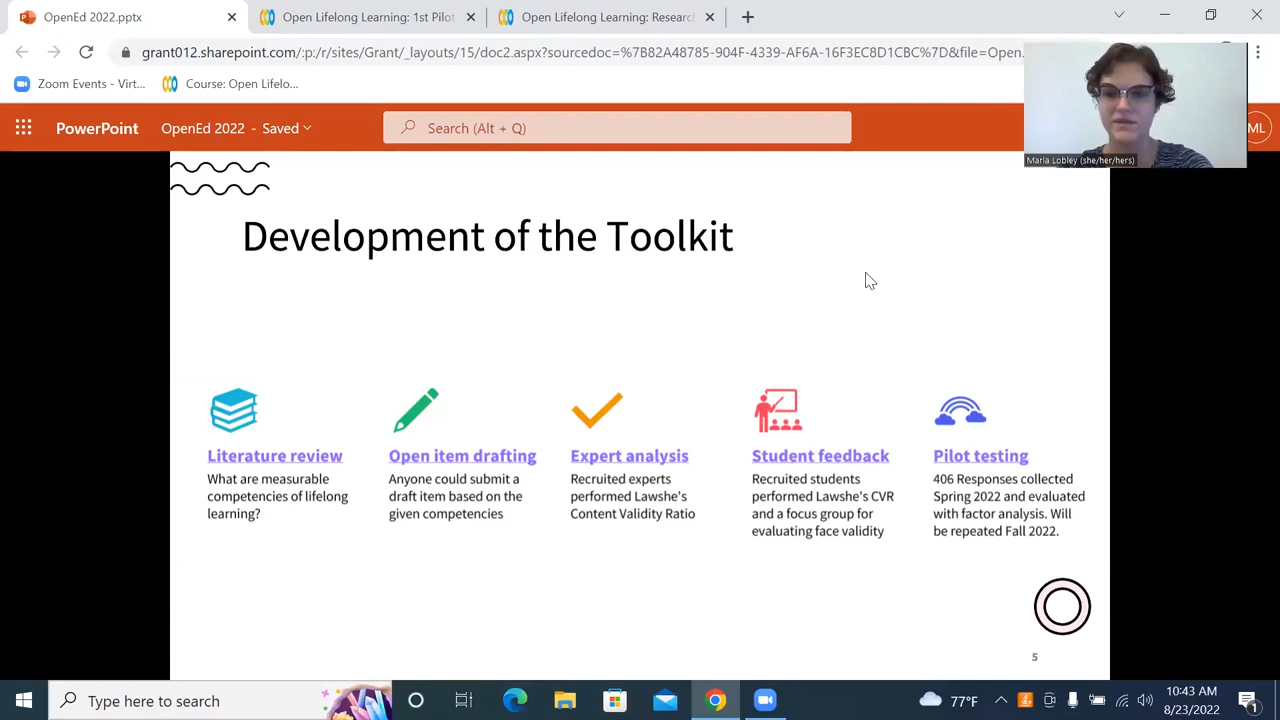 OpenEd 2022.pptx
Open Lifelong Learning: 1st Pilot
Open Lifelong Learning: Researc
grant012.sharepoint.com/:p:/r/sites/Grant/_layouts/15/doc2.aspx?sourcedoc=%7B82A48785-904F-4339-AF6A-16F3EC8D1CBC%7D&file=Open.
Zoom Events - Virt...
Course: Open Lifelo...
PowerPoint
OpenEd 2022 - Saved
Search (Alt + Q)
ML
Maria Lobley (she/her/hers)
Development of the Toolkit
Literature review
What are measurable
competencies of lifelong
learning?
Open item drafting
Anyone could submit a
draft item based on the
given competencies
Expert analysis
Recruited experts
performed Lawshe's
Content Validity Ratio
Student feedback
Recruited students
performed Lawshe's CVR
and a focus group for
evaluating face validity
Pilot testing
406 Responses collected
Spring 2022 and evaluated
with factor analysis. Will
be repeated Fall 2022.
5
Type here to search
77°F
10:43 AM
8/23/2022
1